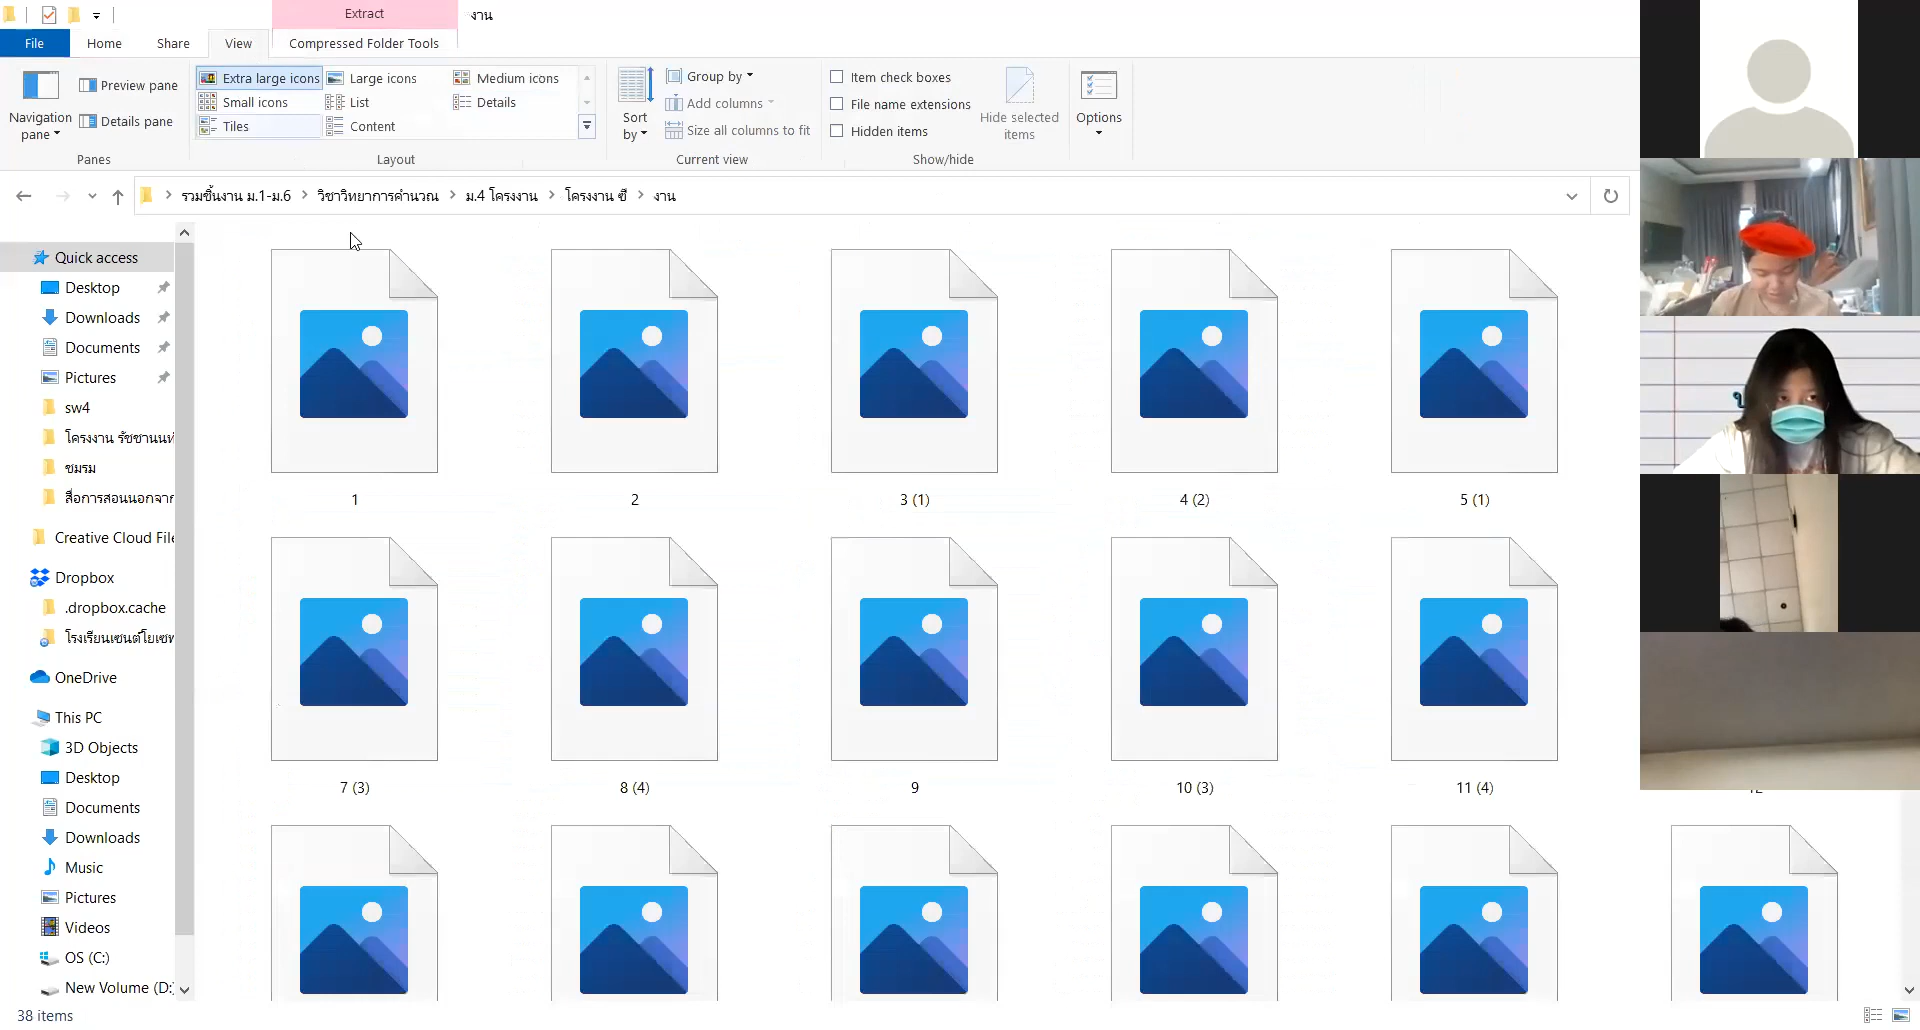 Extract
งาน
File
Home
Share
View
Compressed Folder Tools
Navigation pane
Preview pane
Details pane
Panes
Extra large icons
Large icons
Medium icons
Small icons
List
Details
Tiles
Content
Layout
Sort by
Group by
Add columns
Size all columns to fit
Current view
Item check boxes
File name extensions
Hidden items
Hide selected items
Show/hide
Options
รวมชิ้นงาน ม.1-ม.6 วิชาวิทยาการคำนวณ ม.4 โครงงาน โครงงาน ซี งาน
Quick access
Desktop
Downloads
Documents
Pictures
sw4
โครงงาน รัชชานนท์
ชมรม
สื่อการสอนนอกจาก
Creative Cloud File
Dropbox
.dropbox.cache
โรงเรียนเซนต์โยเซฟ
OneDrive
This PC
3D Objects
Desktop
Documents
Downloads
Music
Pictures
Videos
OS (C:)
New Volume (D:)
1
2
3 (1)
4 (2)
5 (1)
7 (3)
8 (4)
9
10 (3)
11 (4)
38 items